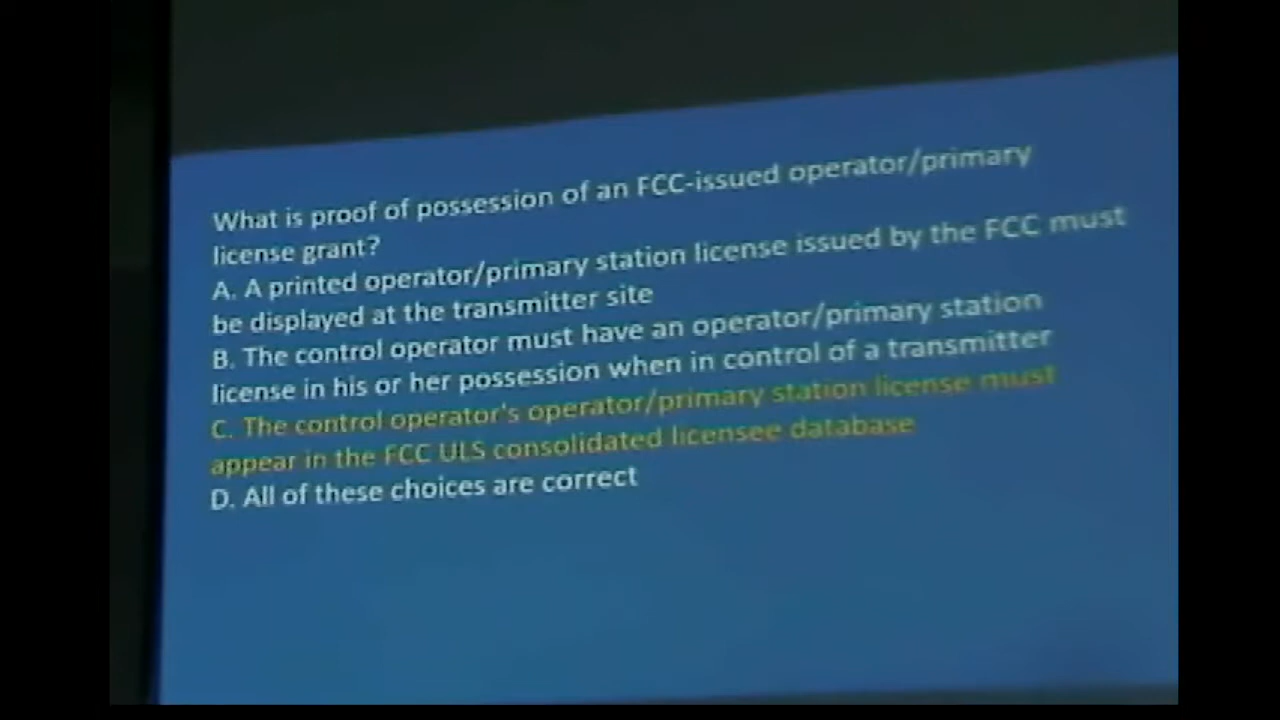 What is proof of possession of an FCC-issued operator/primary
license grant?
A. A printed operator/primary station license issued by the FCC must
be displayed at the transmitter site
B. The control operator must have an operator/primary station
license in his or her possession when in control of a transmitter
C. The control operator's operator/primary station license must
appear in the FCC ULS consolidated licensee database
D. All of these choices are correct